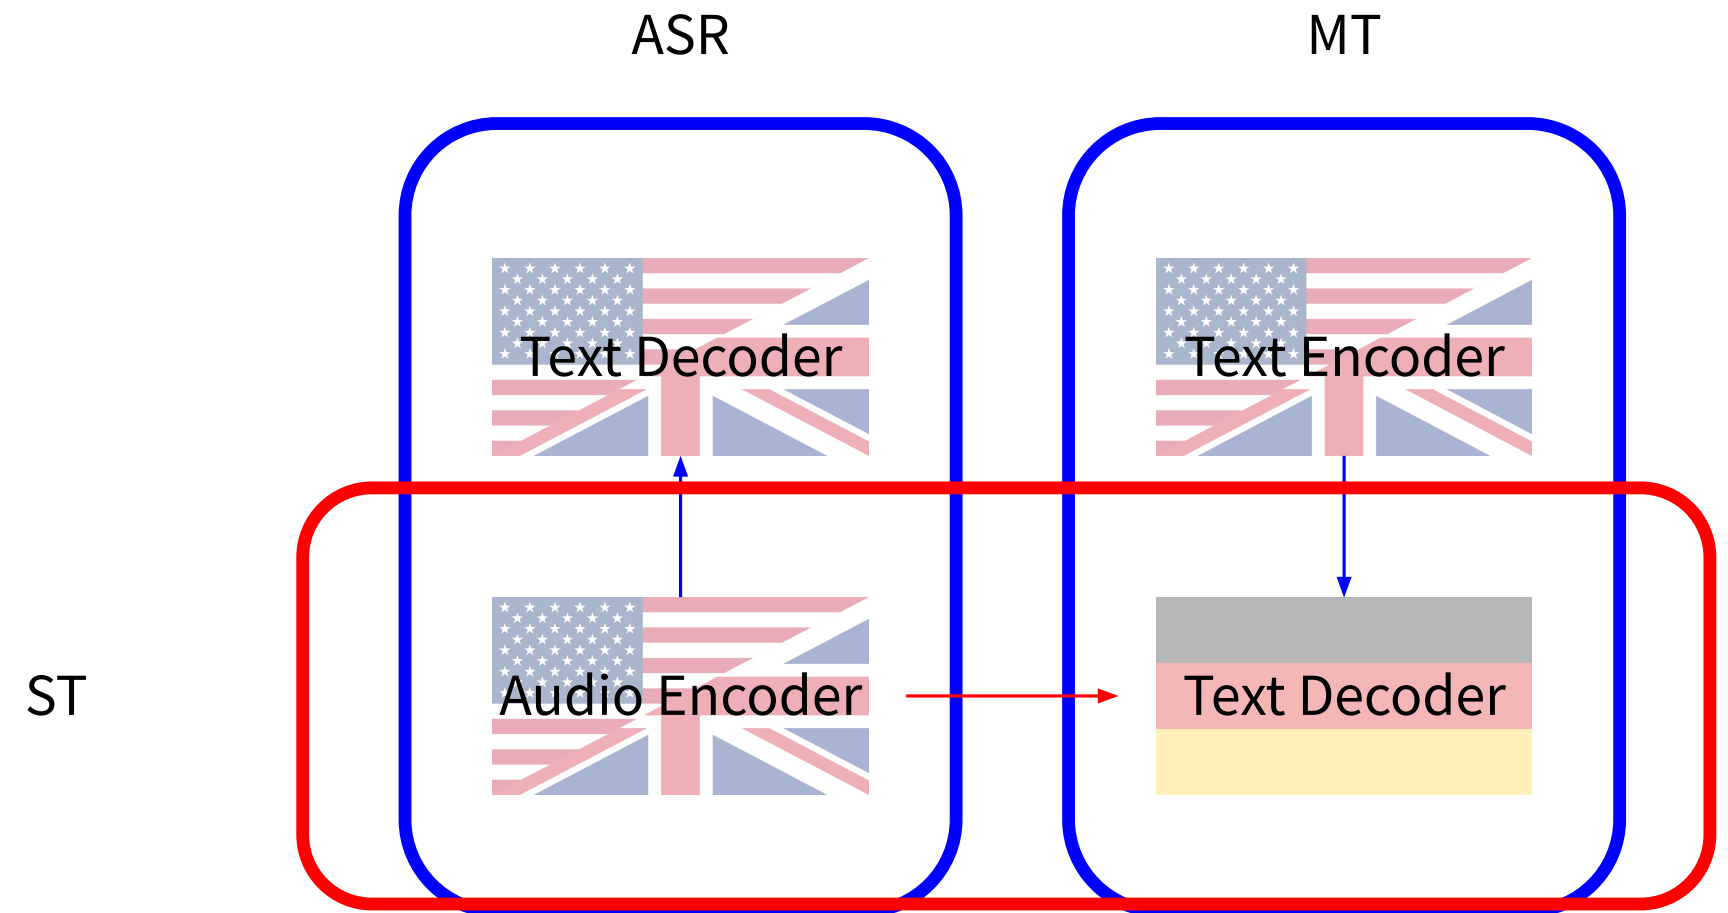 ASR
MT
Text Decoder
Text Encoder
ST
Audio Encoder
Text Decoder